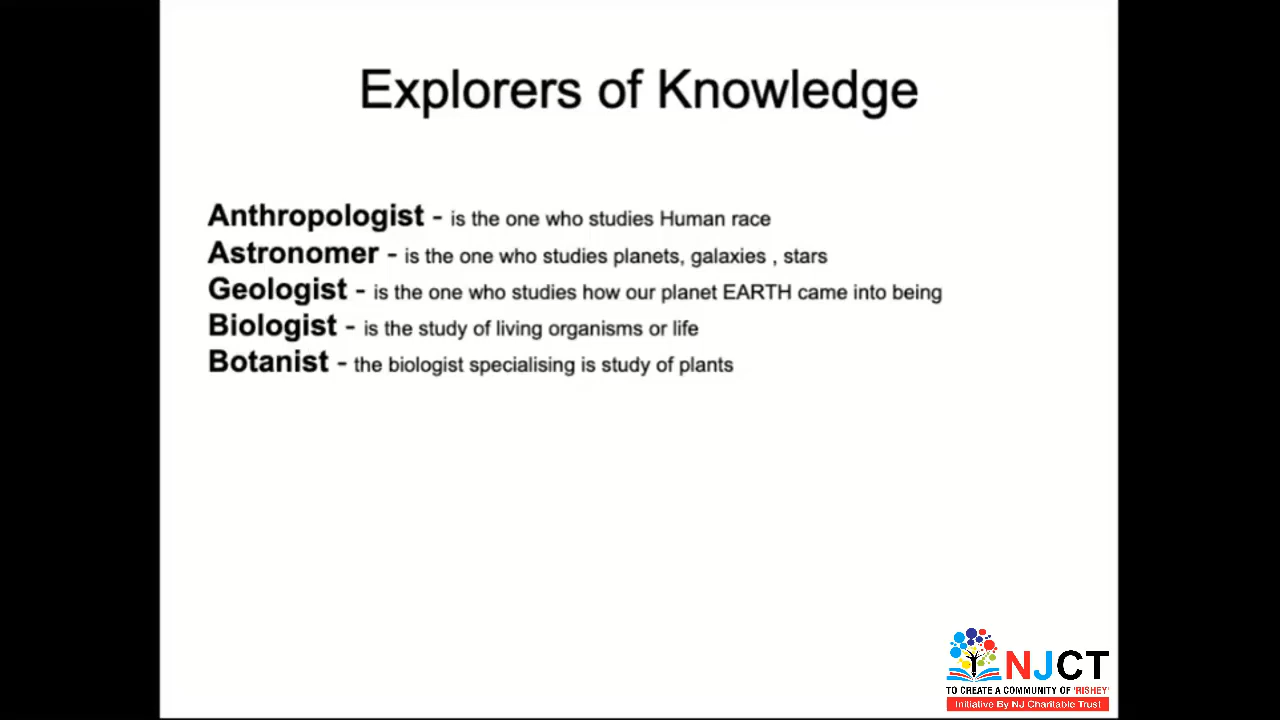 Explorers of Knowledge
Anthropologist - is the one who studies Human race
Astronomer - is the one who studies planets, galaxies , stars
Geologist - is the one who studies how our planet EARTH came into being
Biologist - is the study of living organisms or life
Botanist - the biologist specialising is study of plants
NJCT
TO CREATE A COMMUNITY OF 'RISHEY'
Initiative By NJ Charitable Trust